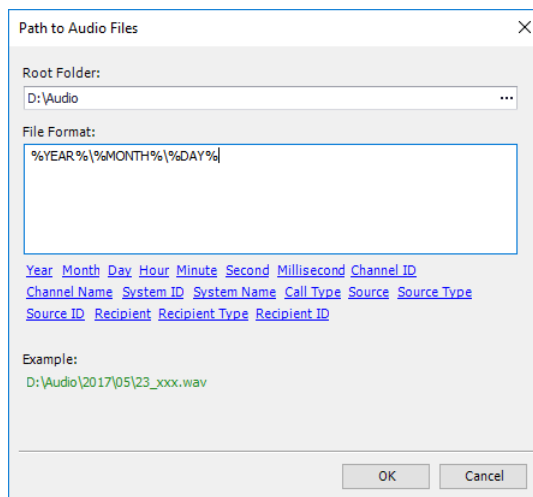 Path to Audio Files
Root Folder:
D:\Audio ...
File Format:
%YEAR%\%MONTH%\%DAY%
Year Month Day Hour Minute Second Millisecond Channel ID
Channel Name System ID System Name Call Type Source Source Type
Source ID Recipient Recipient Type Recipient ID
Example:
D:\Audio\2017\05\23_xxx.wav
OK Cancel